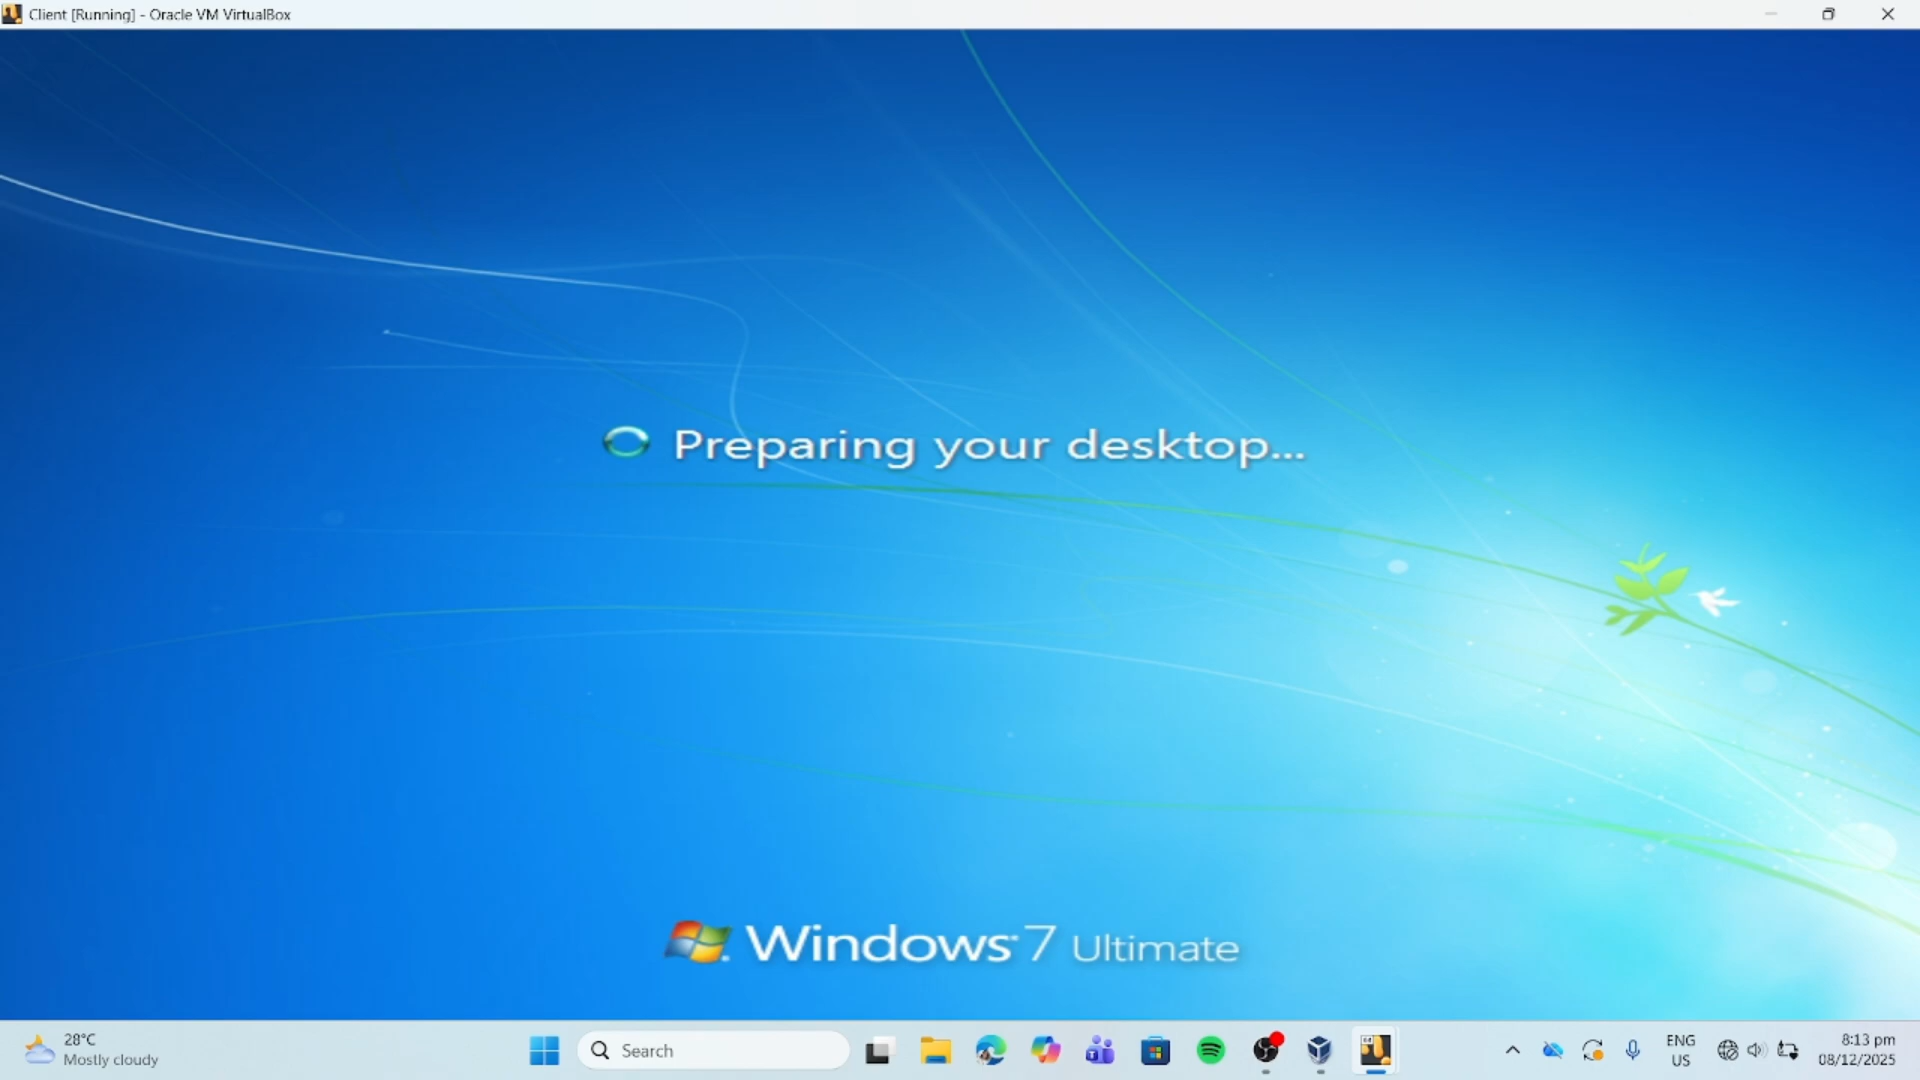 Client [Running] - Oracle VM VirtualBox
Preparing your desktop...
Windows 7 Ultimate
28°C
Mostly cloudy
Search
ENG
US
8:13 pm
08/12/2025